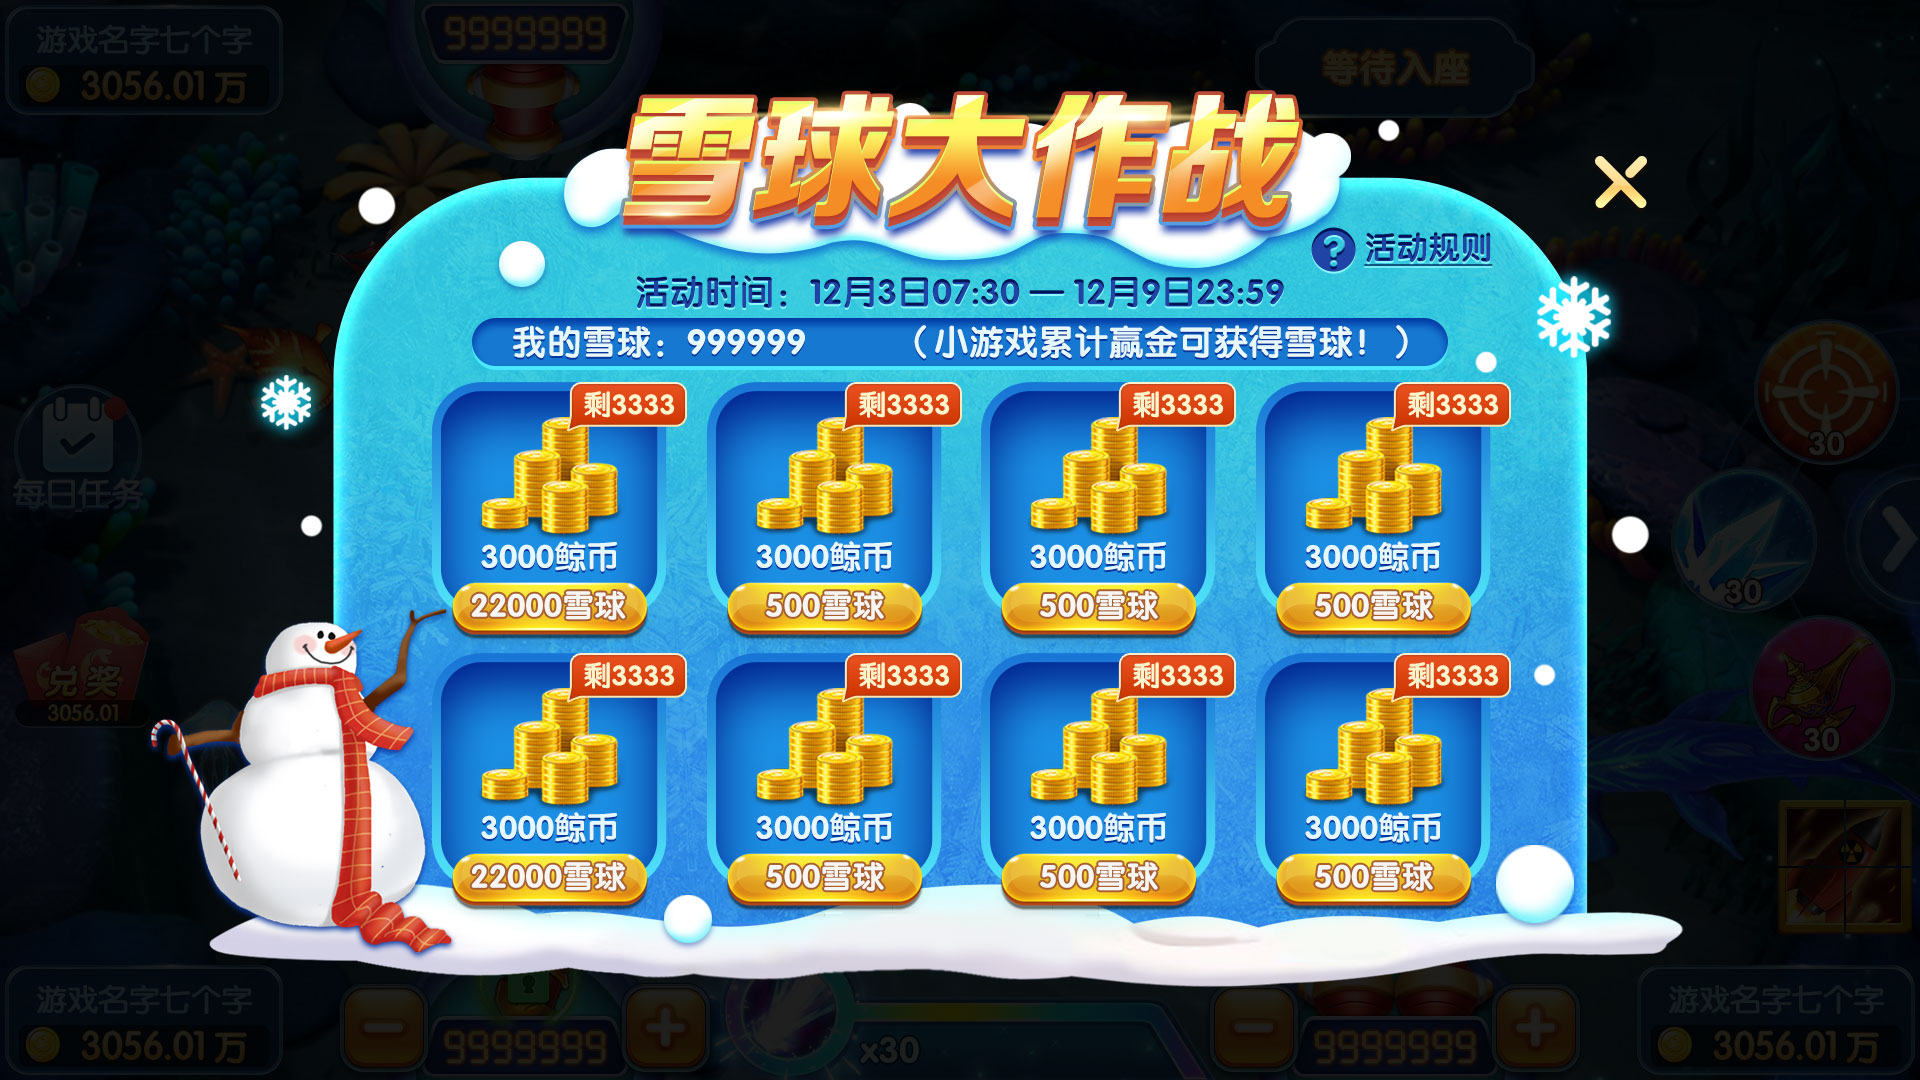 游戏名字七个字
3056.01万
9999999
等待入座
雪球大作战
? 活动规则
活动时间：12月3日07:30 — 12月9日23:59
我的雪球：999999 （小游戏累计赢金可获得雪球！）
剩3333 剩3333 剩3333 剩3333
3000鲸币 3000鲸币 3000鲸币 3000鲸币
22000雪球 500雪球 500雪球 500雪球
剩3333 剩3333 剩3333 剩3333
3000鲸币 3000鲸币 3000鲸币 3000鲸币
22000雪球 500雪球 500雪球 500雪球
每日任务
兑奖
3056.01
30
30
30
游戏名字七个字
3056.01万
9999999
x30
9999999
游戏名字七个字
3056.01万